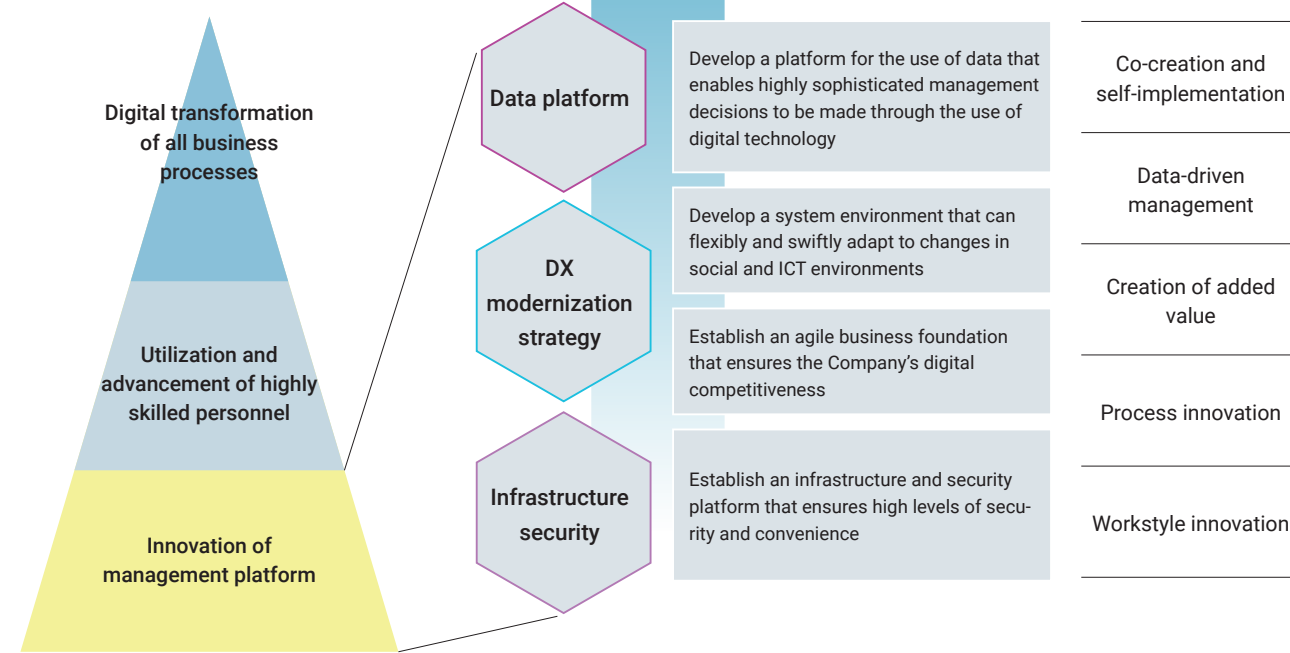 Digital transformation
of all business
processes
Utilization and
advancement of highly
skilled personnel
Innovation of
management platform
Data platform
Develop a platform for the use of data that
enables highly sophisticated management
decisions to be made through the use of
digital technology
DX
modernization
strategy
Develop a system environment that can
flexibly and swiftly adapt to changes in
social and ICT environments
Establish an agile business foundation
that ensures the Company’s digital
competitiveness
Infrastructure
security
Establish an infrastructure and security
platform that ensures high levels of secu-
rity and convenience
Co-creation and
self-implementation
Data-driven
management
Creation of added
value
Process innovation
Workstyle innovation